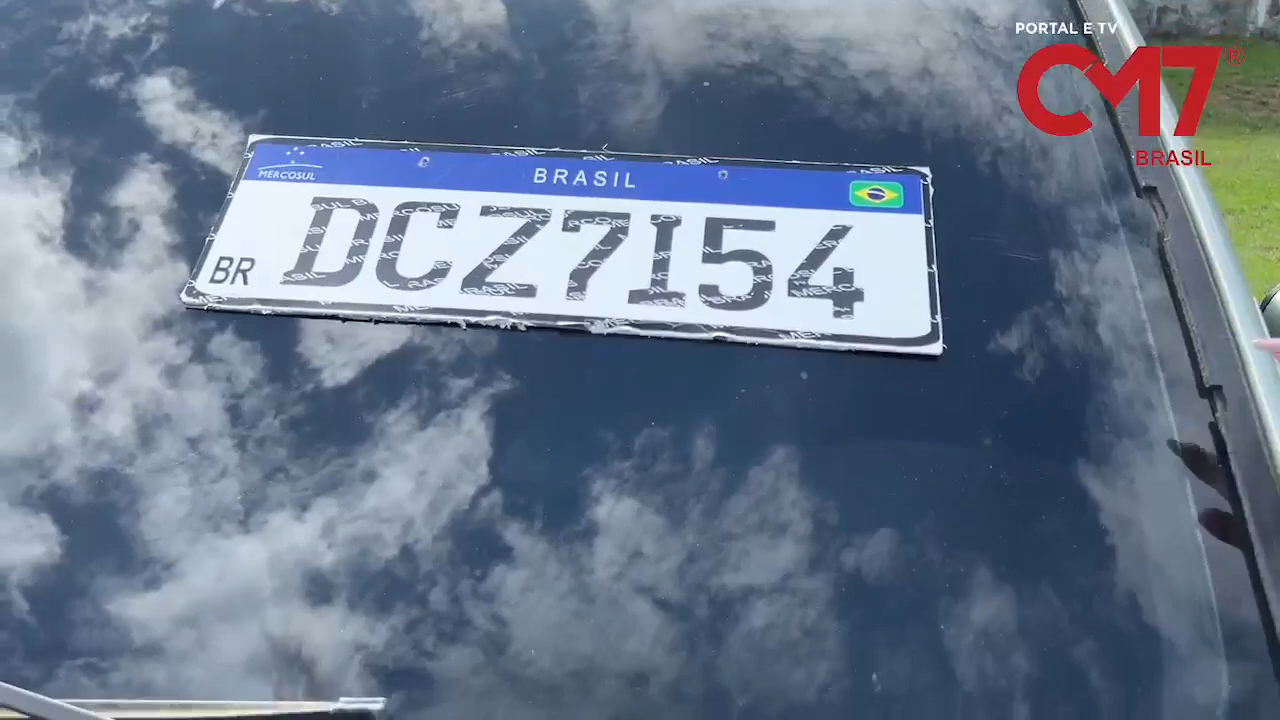 PORTAL E TV
CM7®
BRASIL
MERCOSUL
BRASIL
BR
DCZ7I54